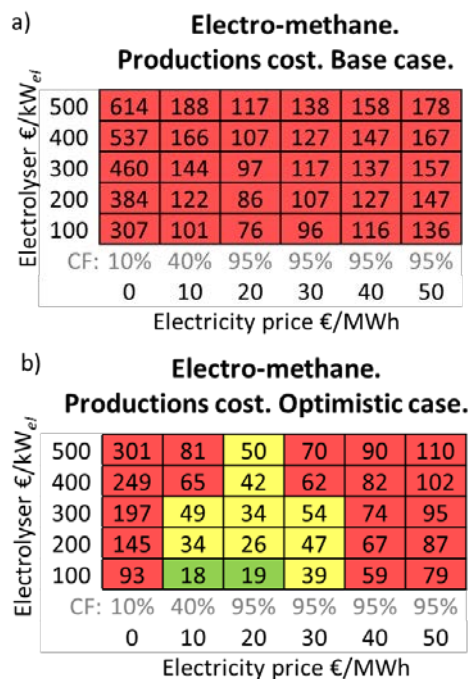 a)
Electro-methane.
Productions cost. Base case.
Electrolyser €/kWel
500 614 188 117 138 158 178
400 537 166 107 127 147 167
300 460 144 97 117 137 157
200 384 122 86 107 127 147
100 307 101 76 96 116 136
CF: 10% 40% 95% 95% 95% 95%
0 10 20 30 40 50
Electricity price €/MWh
b)
Electro-methane.
Productions cost. Optimistic case.
Electrolyser €/kWel
500 301 81 50 70 90 110
400 249 65 42 62 82 102
300 197 49 34 54 74 95
200 145 34 26 47 67 87
100 93 18 19 39 59 79
CF: 10% 40% 95% 95% 95% 95%
0 10 20 30 40 50
Electricity price €/MWh